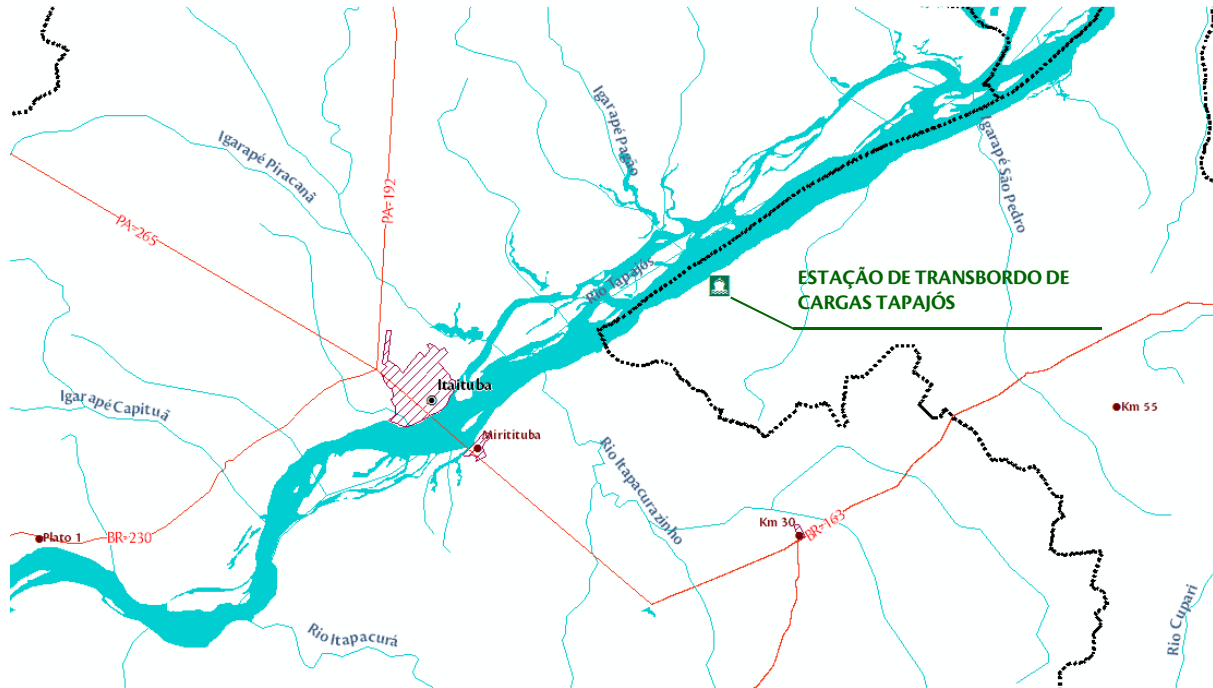 Igarapé Pagão
Igarapé São Pedro
Igarapé Piracanã
PA=192
PA=265
Rio Tapajós
ESTAÇÃO DE TRANSBORDO DE
CARGAS TAPAJÓS
Itaituba
Igarapé Capituã
Km 55
Miritituba
Rio Itapacurazinho
Km 30
BR=163
Plato 1
BR=230
Rio Itapacurá
Rio Cupari